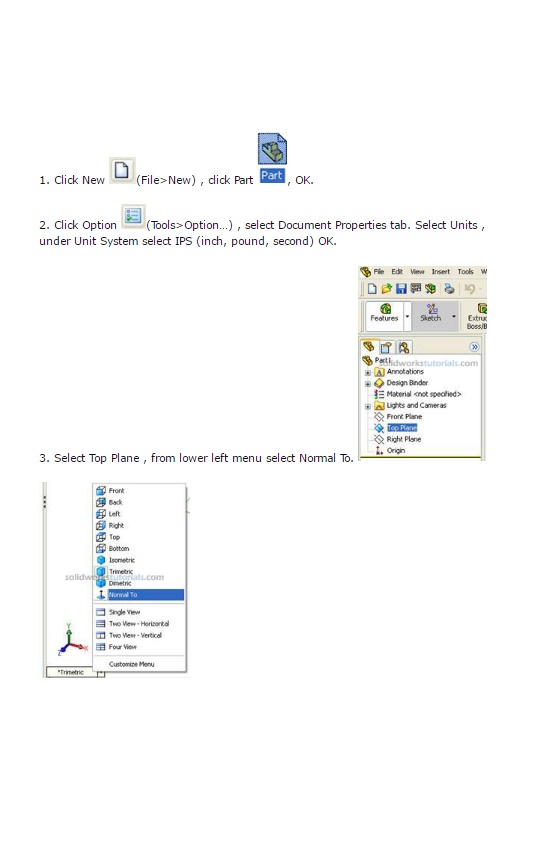 1. Click New (File>New) , click Part Part , OK.
2. Click Option (Tools>Option...) , select Document Properties tab. Select Units ,
under Unit System select IPS (inch, pound, second) OK.
File Edit View Insert Tools W
Features Sketch Extru
Boss/B
Part1
solidworkstutorials.com
Annotations
Design Binder
Material <not specified>
Lights and Cameras
Front Plane
Top Plane
Right Plane
Origin
3. Select Top Plane , from lower left menu select Normal To.
Front
Back
Left
Right
Top
Bottom
Isometric
Trimetric
solidworkstutorials.com
Dimetric
Normal To
Single View
Two View - Horizontal
Two View - Vertical
Four View
Customize Menu
Y
X
Z
*Trimetric